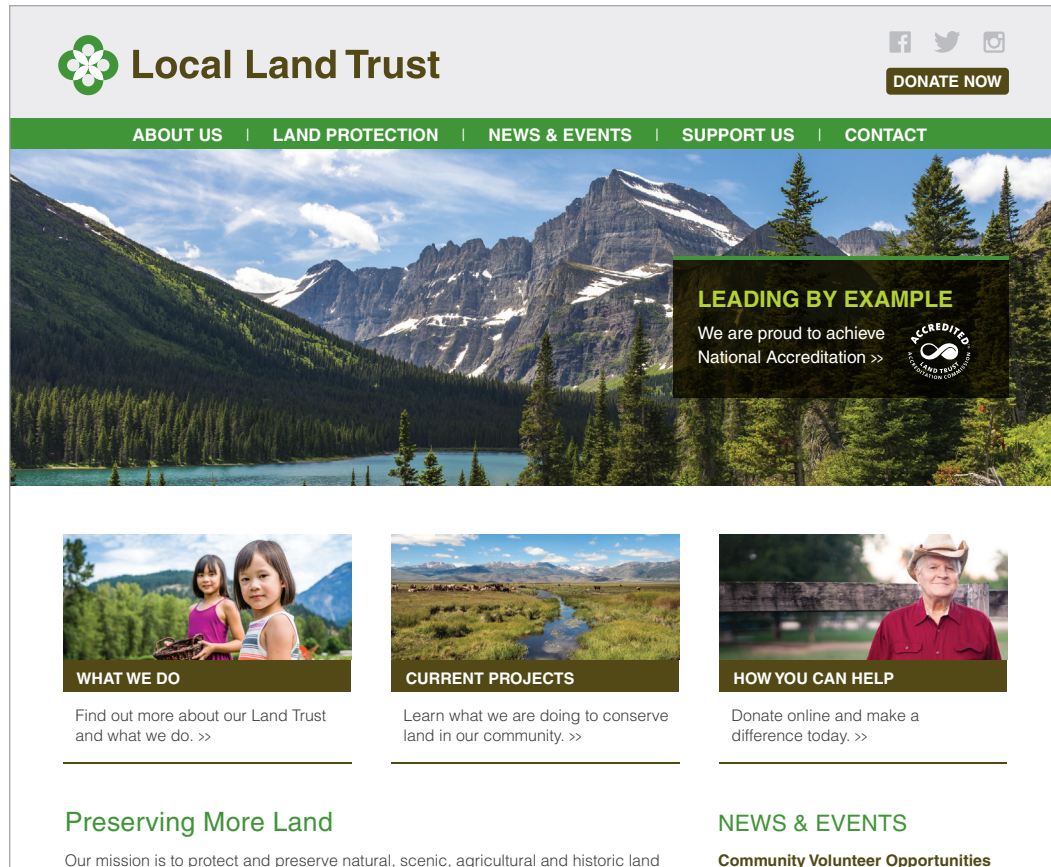 Local Land Trust
DONATE NOW
ABOUT US | LAND PROTECTION | NEWS & EVENTS | SUPPORT US | CONTACT
LEADING BY EXAMPLE
We are proud to achieve
National Accreditation >>
ACCREDITED
LAND TRUST
ACCREDITATION COMMISSION
WHAT WE DO
Find out more about our Land Trust
and what we do. >>
CURRENT PROJECTS
Learn what we are doing to conserve
land in our community. >>
HOW YOU CAN HELP
Donate online and make a
difference today. >>
Preserving More Land
Our mission is to protect and preserve natural, scenic, agricultural and historic land
NEWS & EVENTS
Community Volunteer Opportunities